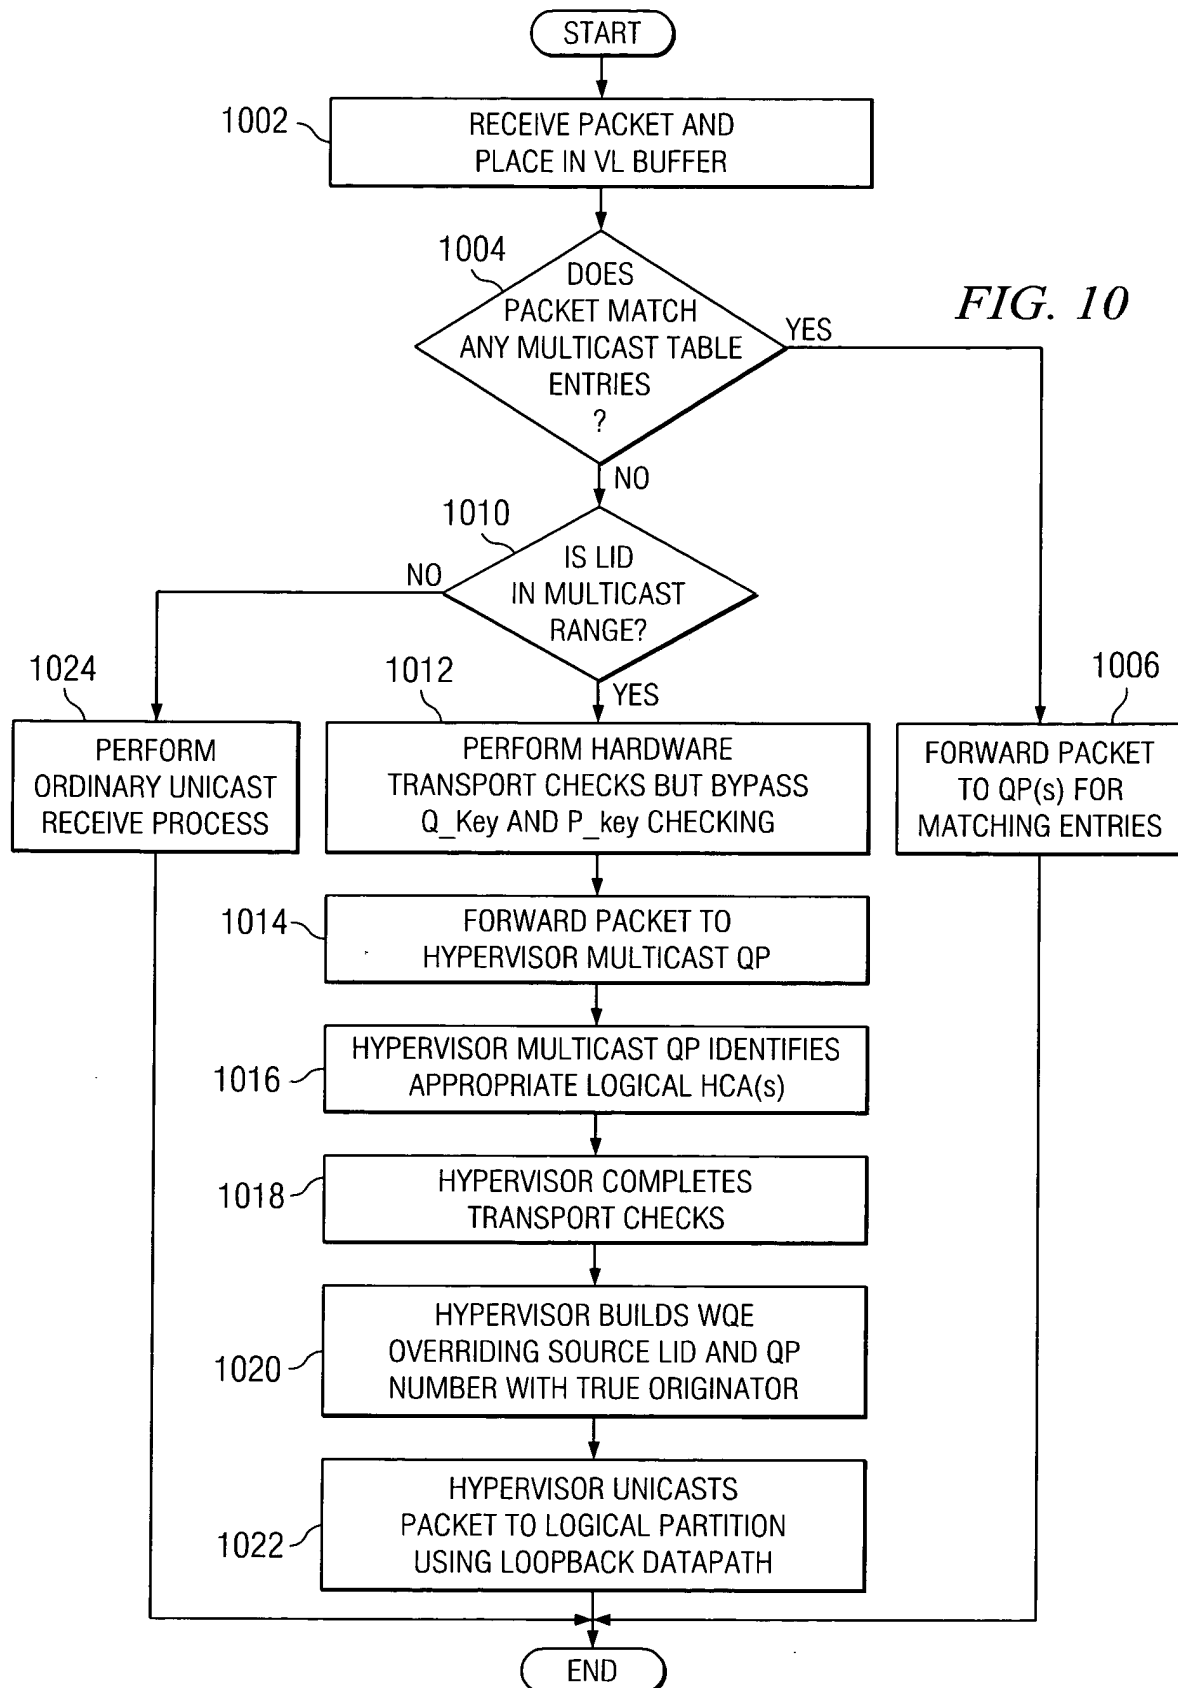 START
1002
RECEIVE PACKET AND
PLACE IN VL BUFFER
1004
DOES
PACKET MATCH
ANY MULTICAST TABLE
ENTRIES
?
YES
FIG. 10
NO
1010
IS LID
IN MULTICAST
RANGE?
NO
YES
1024
PERFORM
ORDINARY UNICAST
RECEIVE PROCESS
1012
PERFORM HARDWARE
TRANSPORT CHECKS BUT BYPASS
Q_Key AND P_key CHECKING
1006
FORWARD PACKET
TO QP(s) FOR
MATCHING ENTRIES
1014
FORWARD PACKET TO
HYPERVISOR MULTICAST QP
1016
HYPERVISOR MULTICAST QP IDENTIFIES
APPROPRIATE LOGICAL HCA(s)
1018
HYPERVISOR COMPLETES
TRANSPORT CHECKS
1020
HYPERVISOR BUILDS WQE
OVERRIDING SOURCE LID AND QP
NUMBER WITH TRUE ORIGINATOR
1022
HYPERVISOR UNICASTS
PACKET TO LOGICAL PARTITION
USING LOOPBACK DATAPATH
END